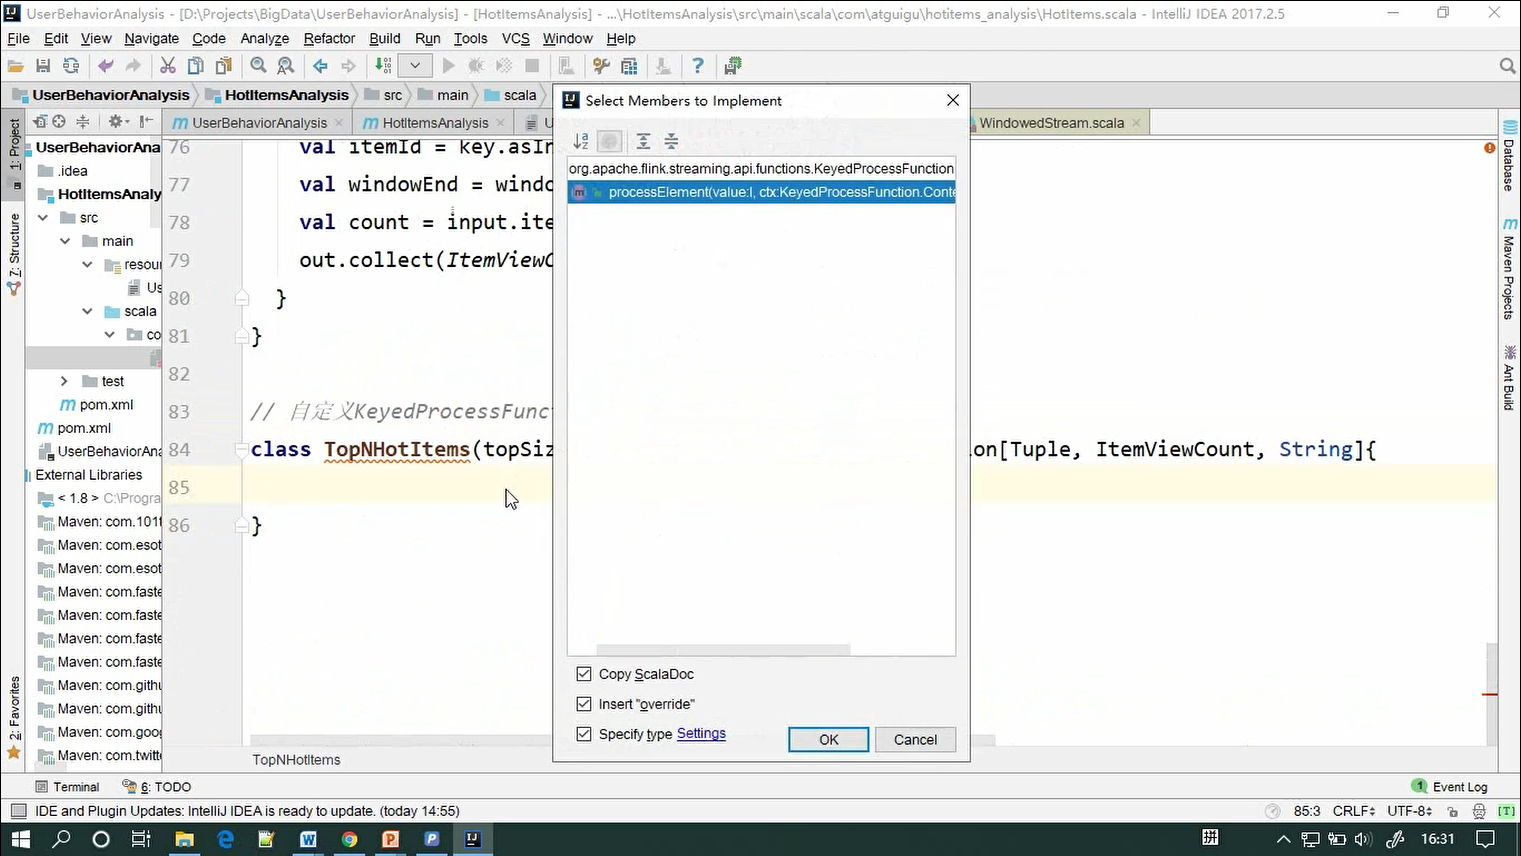 UserBehaviorAnalysis - [D:\Projects\BigData\UserBehaviorAnalysis] - [HotItemsAnalysis] - ...\HotItemsAnalysis\src\main\scala\com\atguigu\hotitems_analysis\HotItems.scala - IntelliJ IDEA 2017.2.5
File Edit View Navigate Code Analyze Refactor Build Run Tools VCS Window Help
UserBehaviorAnalysis HotItemsAnalysis src main scala
UserBehaviorAnalysis HotItemsAnalysis U WindowedStream.scala
1: Project
7: Structure
2: Favorites
UserBehaviorAna
.idea
HotItemsAnalysis
src
main
resou
Us
scala
co
test
pom.xml
pom.xml
UserBehaviorAna
External Libraries
< 1.8 > C:\Progra
Maven: com.101t
Maven: com.esot
Maven: com.esot
Maven: com.faste
Maven: com.faste
Maven: com.faste
Maven: com.faste
Maven: com.githu
Maven: com.githu
Maven: com.goog
Maven: com.twitte
76 val itemId = key.asIn
77 val windowEnd = windo
78 val count = input.ite
79 out.collect(ItemViewC
80 }
81 }
82
83 // 自定义KeyedProcessFunct
84 class TopNHotItems(topSiz on[Tuple, ItemViewCount, String]{
85
86 }
TopNHotItems
Select Members to Implement
org.apache.flink.streaming.api.functions.KeyedProcessFunction
processElement(value:I, ctx:KeyedProcessFunction.Conte
Copy ScalaDoc
Insert "override"
Specify type Settings
OK Cancel
Database
Maven Projects
Ant Build
Terminal 6: TODO 1 Event Log
IDE and Plugin Updates: IntelliJ IDEA is ready to update. (today 14:55) 85:3 CRLF UTF-8 [T]
拼 16:31